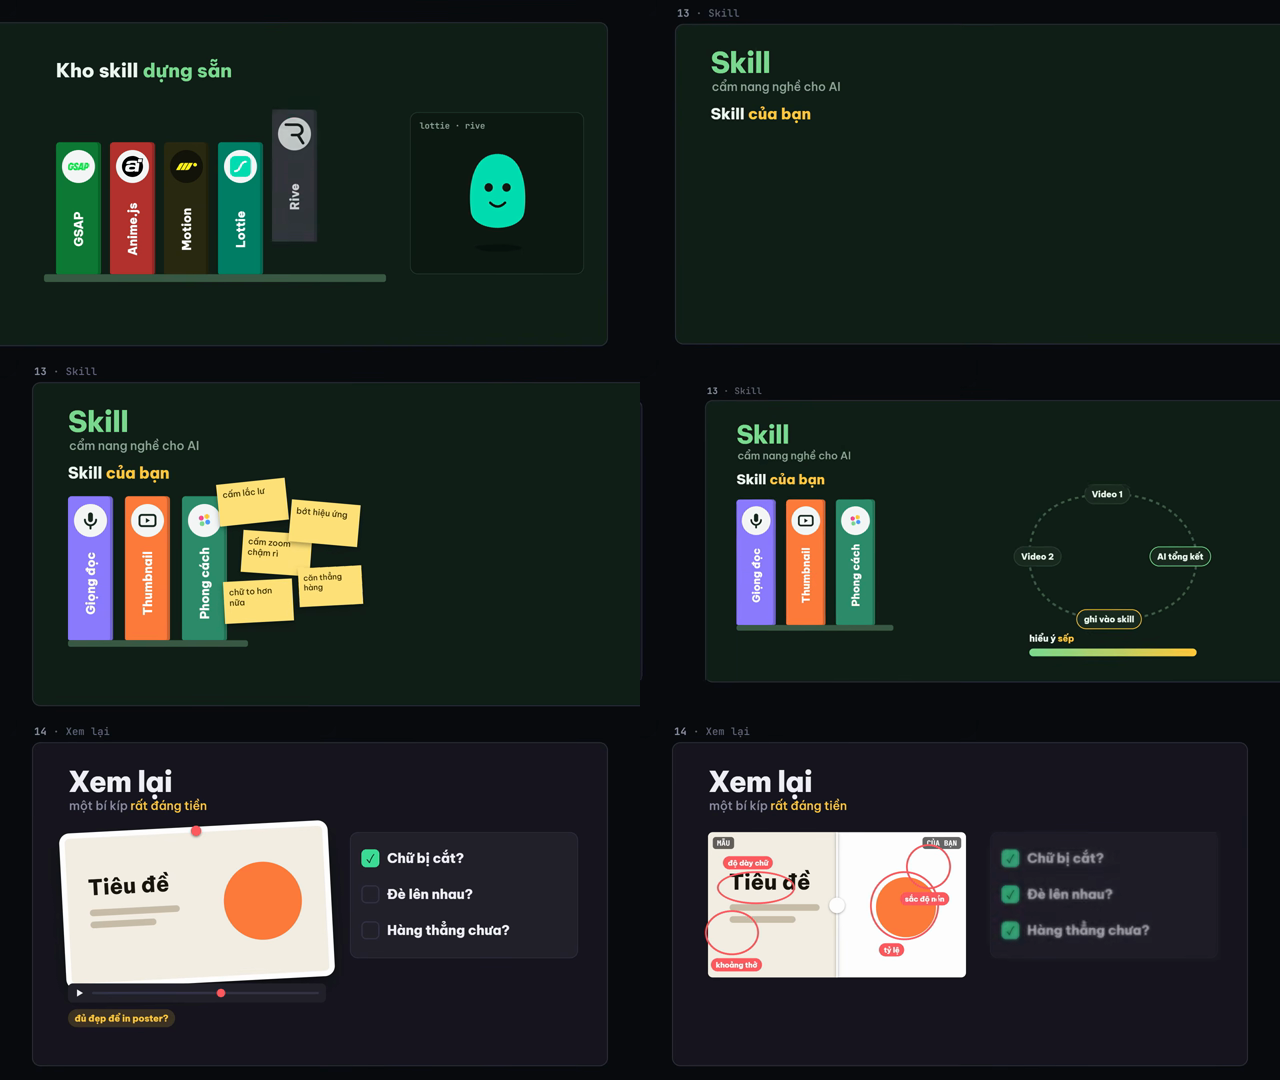 Kho skill dựng sẵn
GSAP
GSAP
Anime.js
Motion
Lottie
Rive
lottie · rive
13 · Skill
Skill
cẩm nang nghề cho AI
Skill của bạn
13 · Skill
Skill
cẩm nang nghề cho AI
Skill của bạn
Giọng đọc
Thumbnail
Phong cách
cấm lắc lư
bớt hiệu ứng
cấm zoom
chậm rì
căn thẳng
hàng
chữ to hơn
nữa
13 · Skill
Skill
cẩm nang nghề cho AI
Skill của bạn
Giọng đọc
Thumbnail
Phong cách
Video 1
Video 2
AI tổng kết
ghi vào skill
hiểu ý sếp
14 · Xem lại
Xem lại
một bí kíp rất đáng tiền
Tiêu đề
Chữ bị cắt?
Đè lên nhau?
Hàng thẳng chưa?
đủ đẹp để in poster?
14 · Xem lại
Xem lại
một bí kíp rất đáng tiền
MẪU
CỦA BẠN
độ dày chữ
Tiêu đề
sắc độ nền
tỷ lệ
khoảng thở
Chữ bị cắt?
Đè lên nhau?
Hàng thẳng chưa?